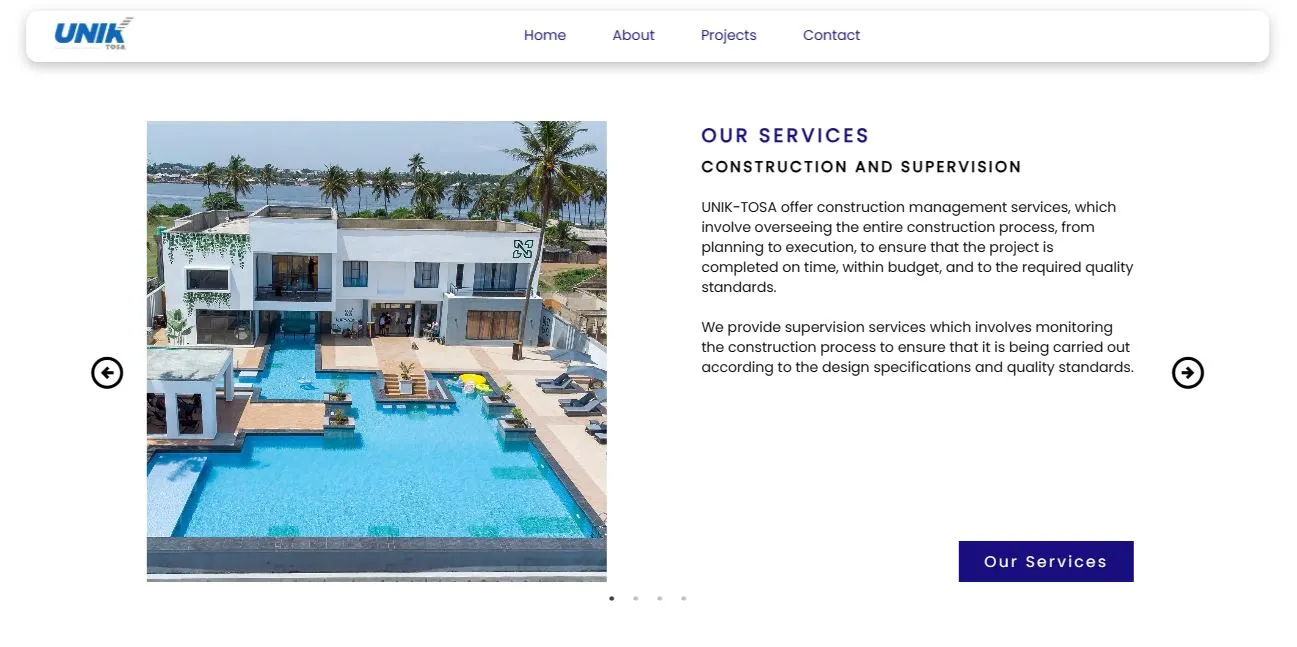 UNIK
TOSA
Home
About
Projects
Contact
OUR SERVICES
CONSTRUCTION AND SUPERVISION
UNIK-TOSA offer construction management services, which
involve overseeing the entire construction process, from
planning to execution, to ensure that the project is
completed on time, within budget, and to the required quality
standards.
We provide supervision services which involves monitoring
the construction process to ensure that it is being carried out
according to the design specifications and quality standards.
Our Services